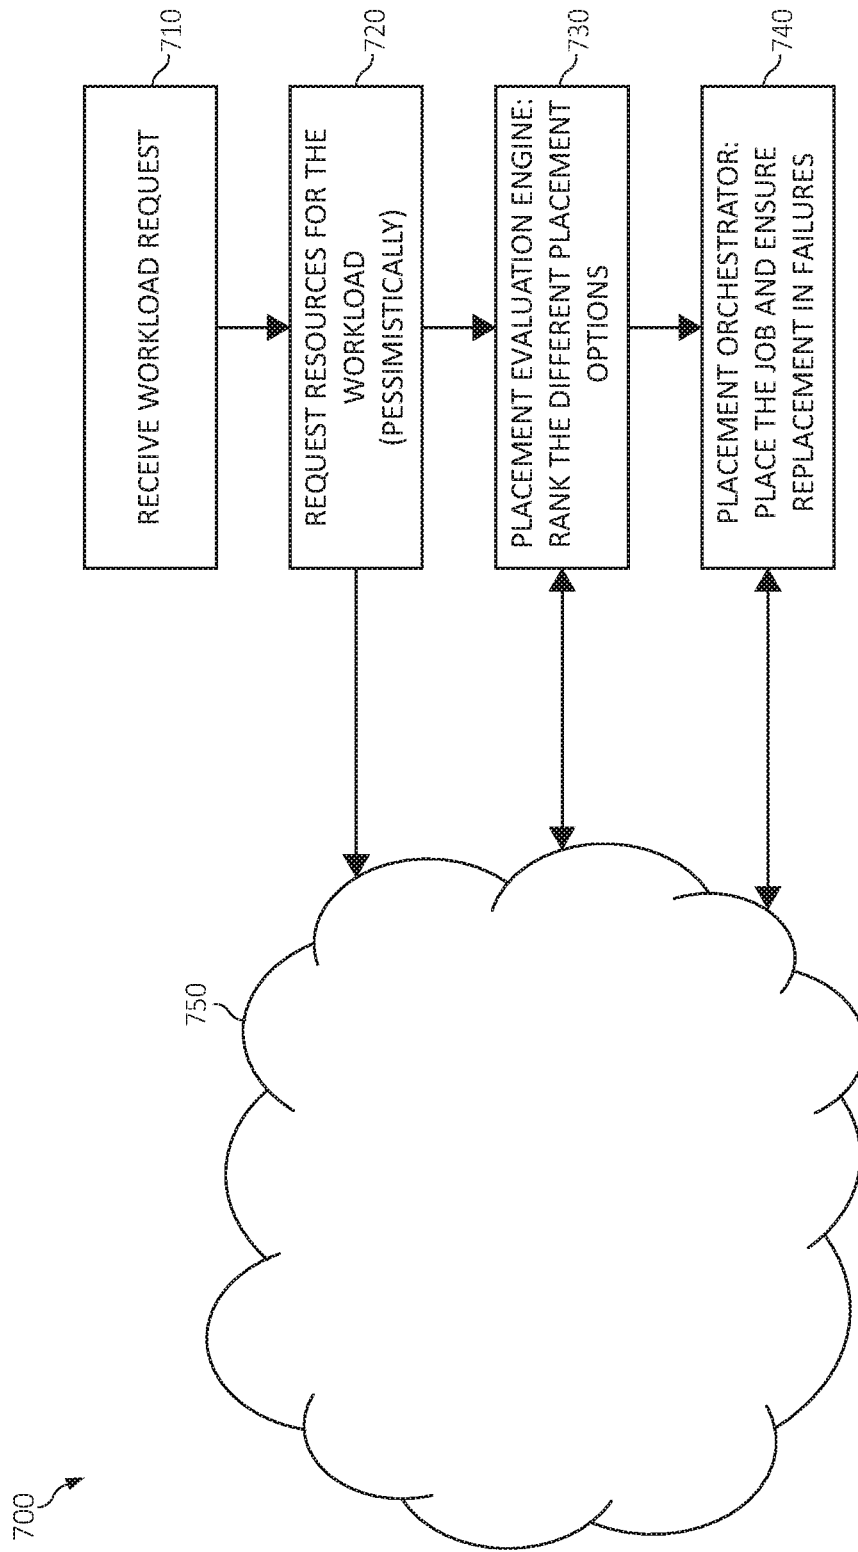 700
750
RECEIVE WORKLOAD REQUEST
710
REQUEST RESOURCES FOR THE
WORKLOAD
(PESSIMISTICALLY)
720
PLACEMENT EVALUATION ENGINE:
RANK THE DIFFERENT PLACEMENT
OPTIONS
730
PLACEMENT ORCHESTRATOR:
PLACE THE JOB AND ENSURE
REPLACEMENT IN FAILURES
740